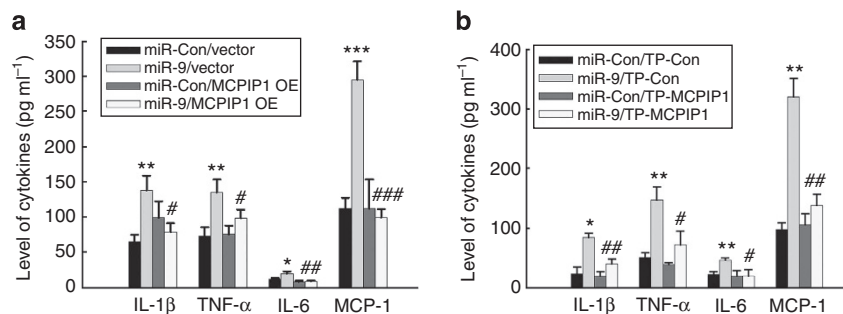 a
Level of cytokines (pg ml⁻¹)
350
300
250
200
150
100
50
0
miR-Con/vector
miR-9/vector
miR-Con/MCPIP1 OE
miR-9/MCPIP1 OE
**
#
**
#
*
##
***
###
IL-1β TNF-α IL-6 MCP-1
b
Level of cytokines (pg ml⁻¹)
400
300
200
100
0
miR-Con/TP-Con
miR-9/TP-Con
miR-Con/TP-MCPIP1
miR-9/TP-MCPIP1
*
##
**
#
**
#
**
##
IL-1β TNF-α IL-6 MCP-1